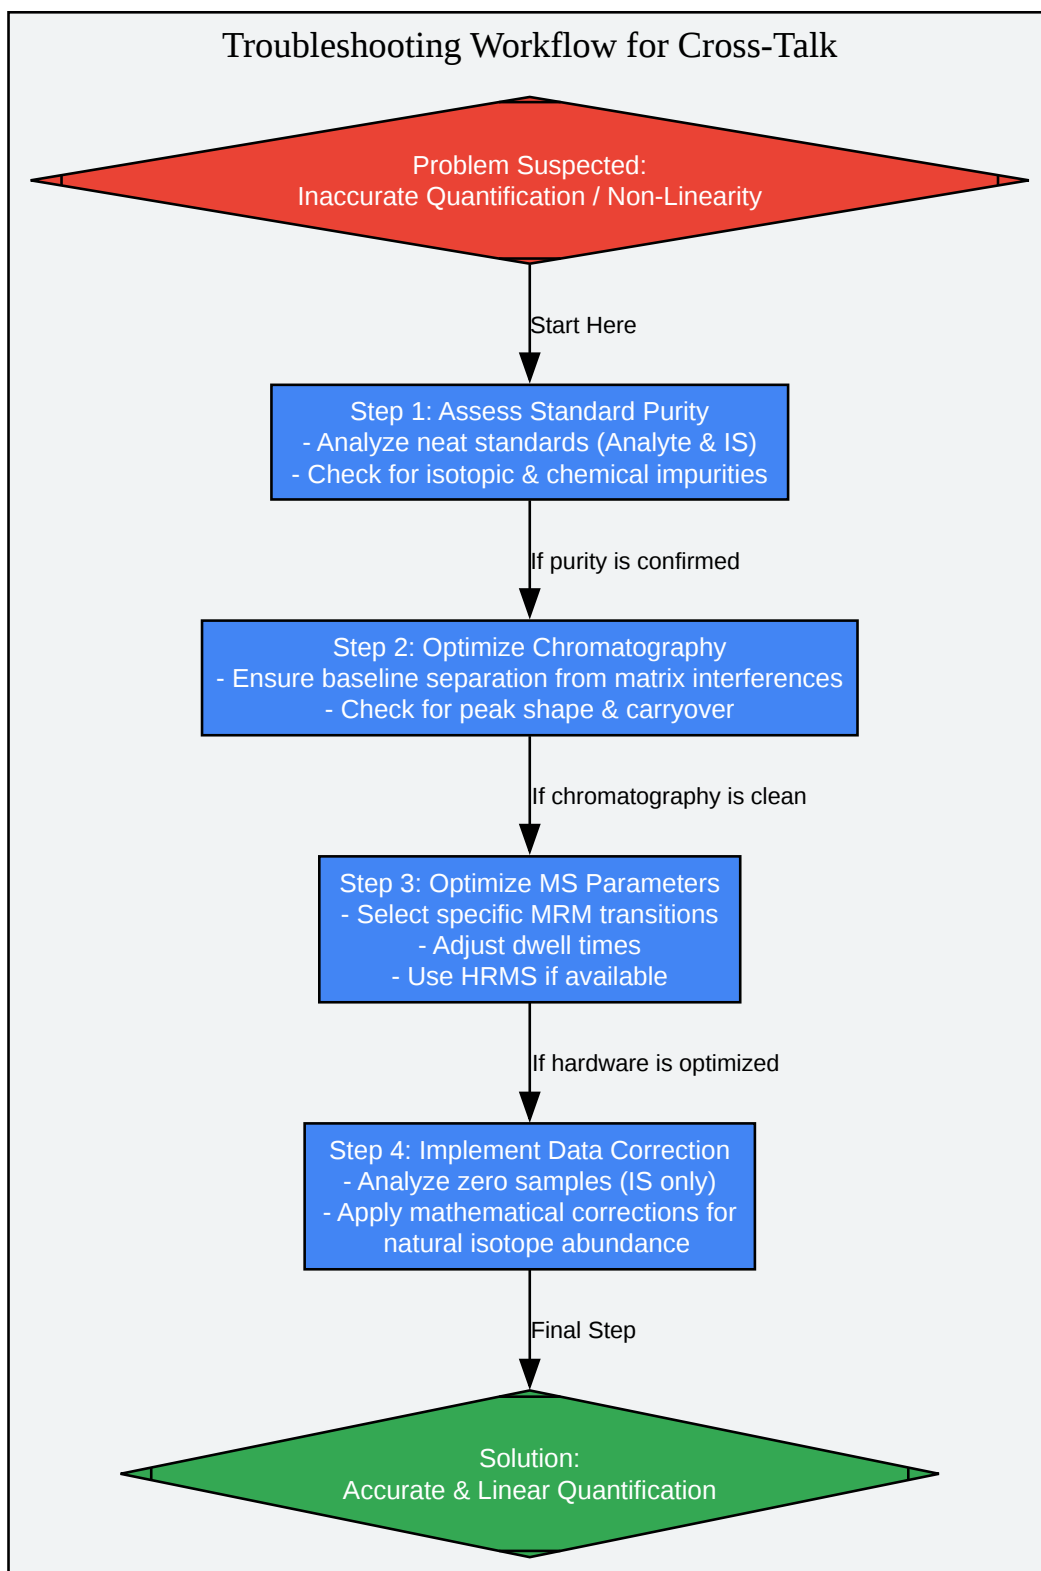 Troubleshooting Workflow for Cross-Talk
Problem Suspected:
Inaccurate Quantification / Non-Linearity
Start Here
Step 1: Assess Standard Purity
- Analyze neat standards (Analyte & IS)
- Check for isotopic & chemical impurities
If purity is confirmed
Step 2: Optimize Chromatography
- Ensure baseline separation from matrix interferences
- Check for peak shape & carryover
If chromatography is clean
Step 3: Optimize MS Parameters
- Select specific MRM transitions
- Adjust dwell times
- Use HRMS if available
If hardware is optimized
Step 4: Implement Data Correction
- Analyze zero samples (IS only)
- Apply mathematical corrections for
natural isotope abundance
Final Step
Solution:
Accurate & Linear Quantification